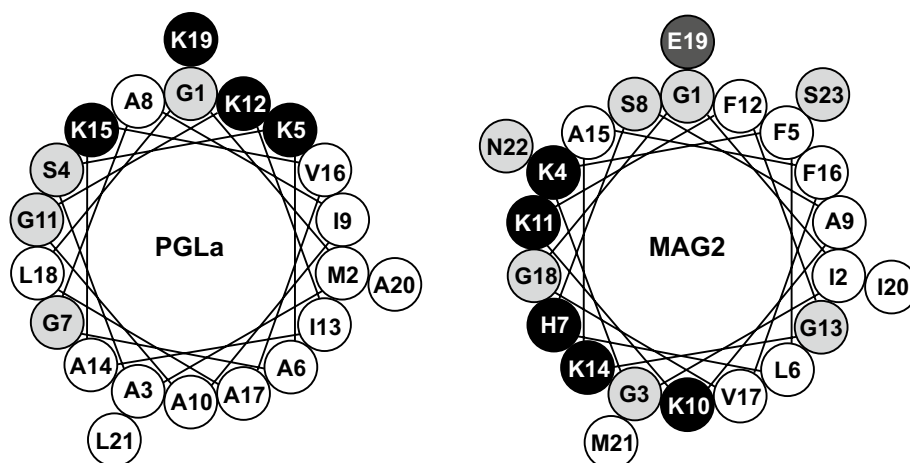 K19
G1
A8
K12
K15
K5
S4
V16
G11
I9
PGLa
L18
M2
A20
G7
I13
A14
A6
A3
A17
A10
L21
E19
G1
S8
F12
S23
A15
F5
N22
K4
F16
K11
A9
MAG2
G18
I2
I20
H7
G13
K14
L6
G3
V17
K10
M21